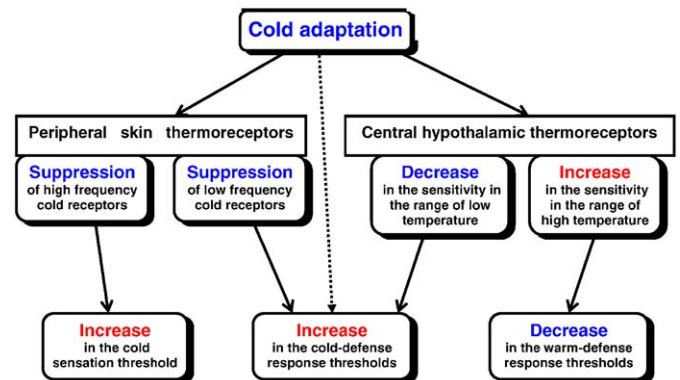 Cold adaptation
Peripheral skin thermoreceptors
Central hypothalamic thermoreceptors
Suppression
of high frequency
cold receptors
Suppression
of low frequency
cold receptors
Decrease
in the sensitivity in
the range of low
temperature
Increase
in the sensitivity
in the range of
high temperature
Increase
in the cold
sensation threshold
Increase
in the cold-defense
response thresholds
Decrease
in the warm-defense
response thresholds